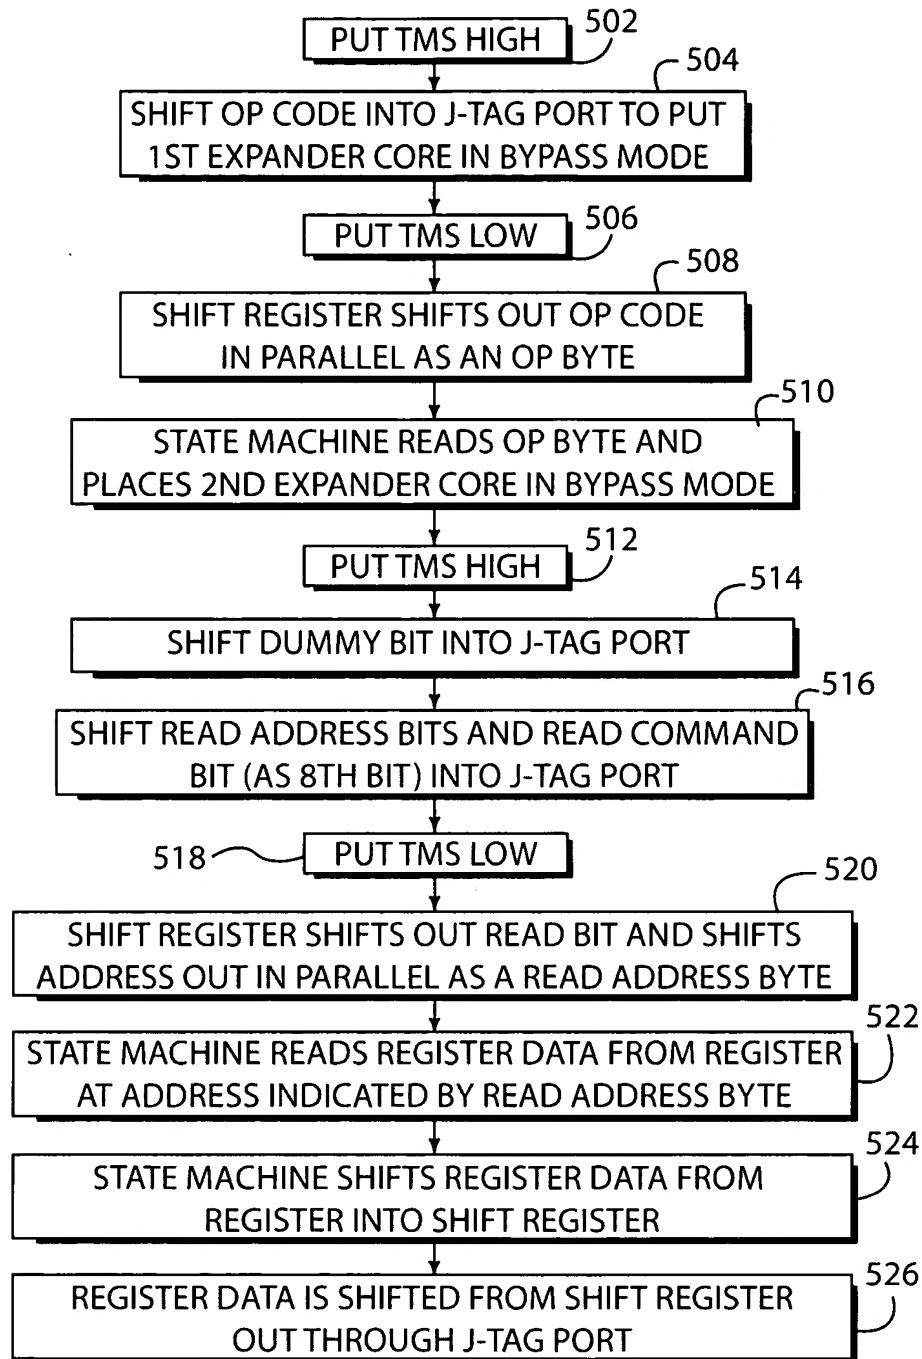 PUT TMS HIGH
502
504
SHIFT OP CODE INTO J-TAG PORT TO PUT
1ST EXPANDER CORE IN BYPASS MODE
PUT TMS LOW
506
508
SHIFT REGISTER SHIFTS OUT OP CODE
IN PARALLEL AS AN OP BYTE
510
STATE MACHINE READS OP BYTE AND
PLACES 2ND EXPANDER CORE IN BYPASS MODE
PUT TMS HIGH
512
514
SHIFT DUMMY BIT INTO J-TAG PORT
516
SHIFT READ ADDRESS BITS AND READ COMMAND
BIT (AS 8TH BIT) INTO J-TAG PORT
518
PUT TMS LOW
520
SHIFT REGISTER SHIFTS OUT READ BIT AND SHIFTS
ADDRESS OUT IN PARALLEL AS A READ ADDRESS BYTE
522
STATE MACHINE READS REGISTER DATA FROM REGISTER
AT ADDRESS INDICATED BY READ ADDRESS BYTE
524
STATE MACHINE SHIFTS REGISTER DATA FROM
REGISTER INTO SHIFT REGISTER
526
REGISTER DATA IS SHIFTED FROM SHIFT REGISTER
OUT THROUGH J-TAG PORT